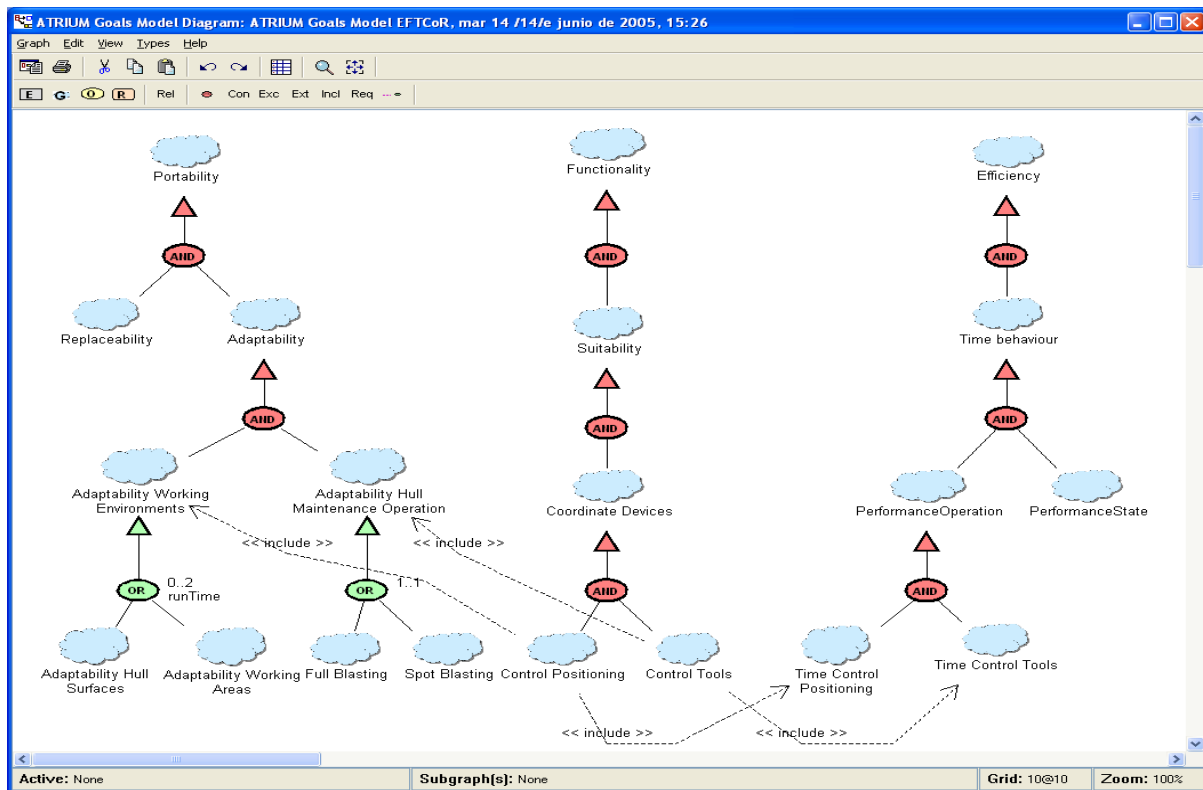 ATRIUM Goals Model Diagram: ATRIUM Goals Model EFTCoR, mar 14 /14/e junio de 2005, 15:26
Graph Edit View Types Help
E G: O R Rel Con Exc Ext Incl Req
Portability
Functionality
Efficiency
AND
AND
AND
Replaceability
Adaptability
Suitability
Time behaviour
AND
AND
AND
Adaptability Working
Environments
Adaptability Hull
Maintenance Operation
Coordinate Devices
PerformanceOperation
PerformanceState
<< include >>
<< include >>
OR
0..2
runTime
OR
1..1
AND
AND
Adaptability Hull
Surfaces
Adaptability Working
Areas
Full Blasting
Spot Blasting
Control Positioning
Control Tools
Time Control
Positioning
Time Control Tools
<< include >>
<< include >>
Active: None
Subgraph(s): None
Grid: 10@10
Zoom: 100%